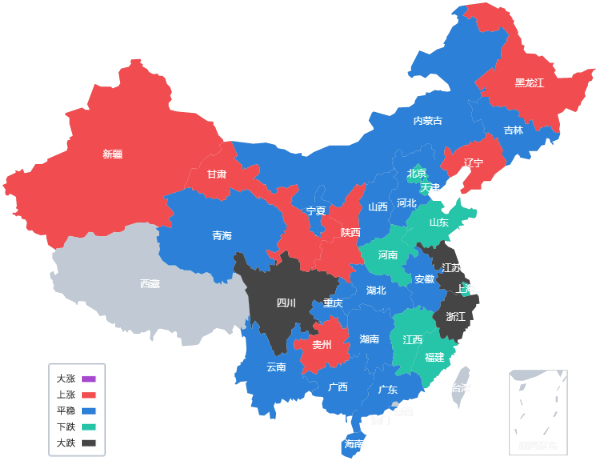 黑龙江
内蒙古
吉林
新疆
辽宁
甘肃
北京
天津
河北
宁夏
山西
山东
陕西
青海
河南
江苏
安徽
西藏
上海
四川
重庆
湖北
浙江
贵州
湖南
江西
福建
云南
广西
广东
台湾
海南
大涨
上涨
平稳
下跌
大跌